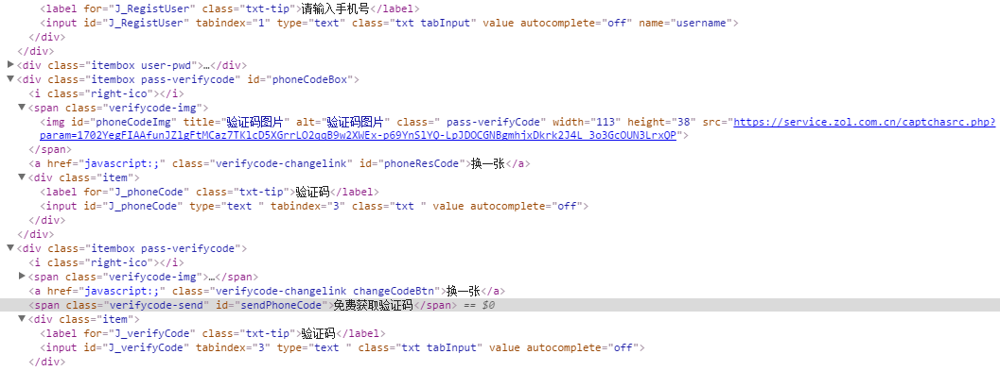 <label for="J_RegistUser" class="txt-tip">请输入手机号</label>
<input id="J_RegistUser" tabindex="1" type="text" class="txt tabInput" value autocomplete="off" name="username">
</div>
</div>
<div class="itembox user-pwd">…</div>
<div class="itembox pass-verifycode" id="phoneCodeBox">
<i class="right-ico"></i>
<span class="verifycode-img">
<img id="phoneCodeImg" title="验证码图片" alt="验证码图片" class=" pass-verifyCode" width="113" height="38" src="https://service.zol.com.cn/captchasrc.php?
param=1702YegFIAAfunJZlgFtMCaz7TKlcD5XGrrLO2qqB9w2XWEx-p69YnSlYQ-LpJDOCGNBgmhjxDkrk2J4L_3o3GcOUN3LrxOP">
</span>
<a href="javascript:;" class="verifycode-changelink" id="phoneResCode">换一张</a>
<div class="item">
<label for="J_phoneCode" class="txt-tip">验证码</label>
<input id="J_phoneCode" type="text " tabindex="3" class="txt " value autocomplete="off">
</div>
</div>
<div class="itembox pass-verifycode">
<i class="right-ico"></i>
<span class="verifycode-img">…</span>
<a href="javascript:;" class="verifycode-changelink changeCodeBtn">换一张</a>
<span class="verifycode-send" id="sendPhoneCode">免费获取验证码</span> == $0
<div class="item">
<label for="J_verifyCode" class="txt-tip">验证码</label>
<input id="J_verifyCode" tabindex="3" type="text " class="txt tabInput" value autocomplete="off">
</div>